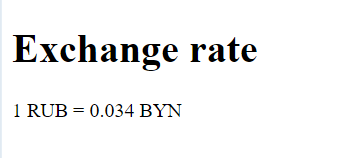 Exchange rate
1 RUB = 0.034 BYN